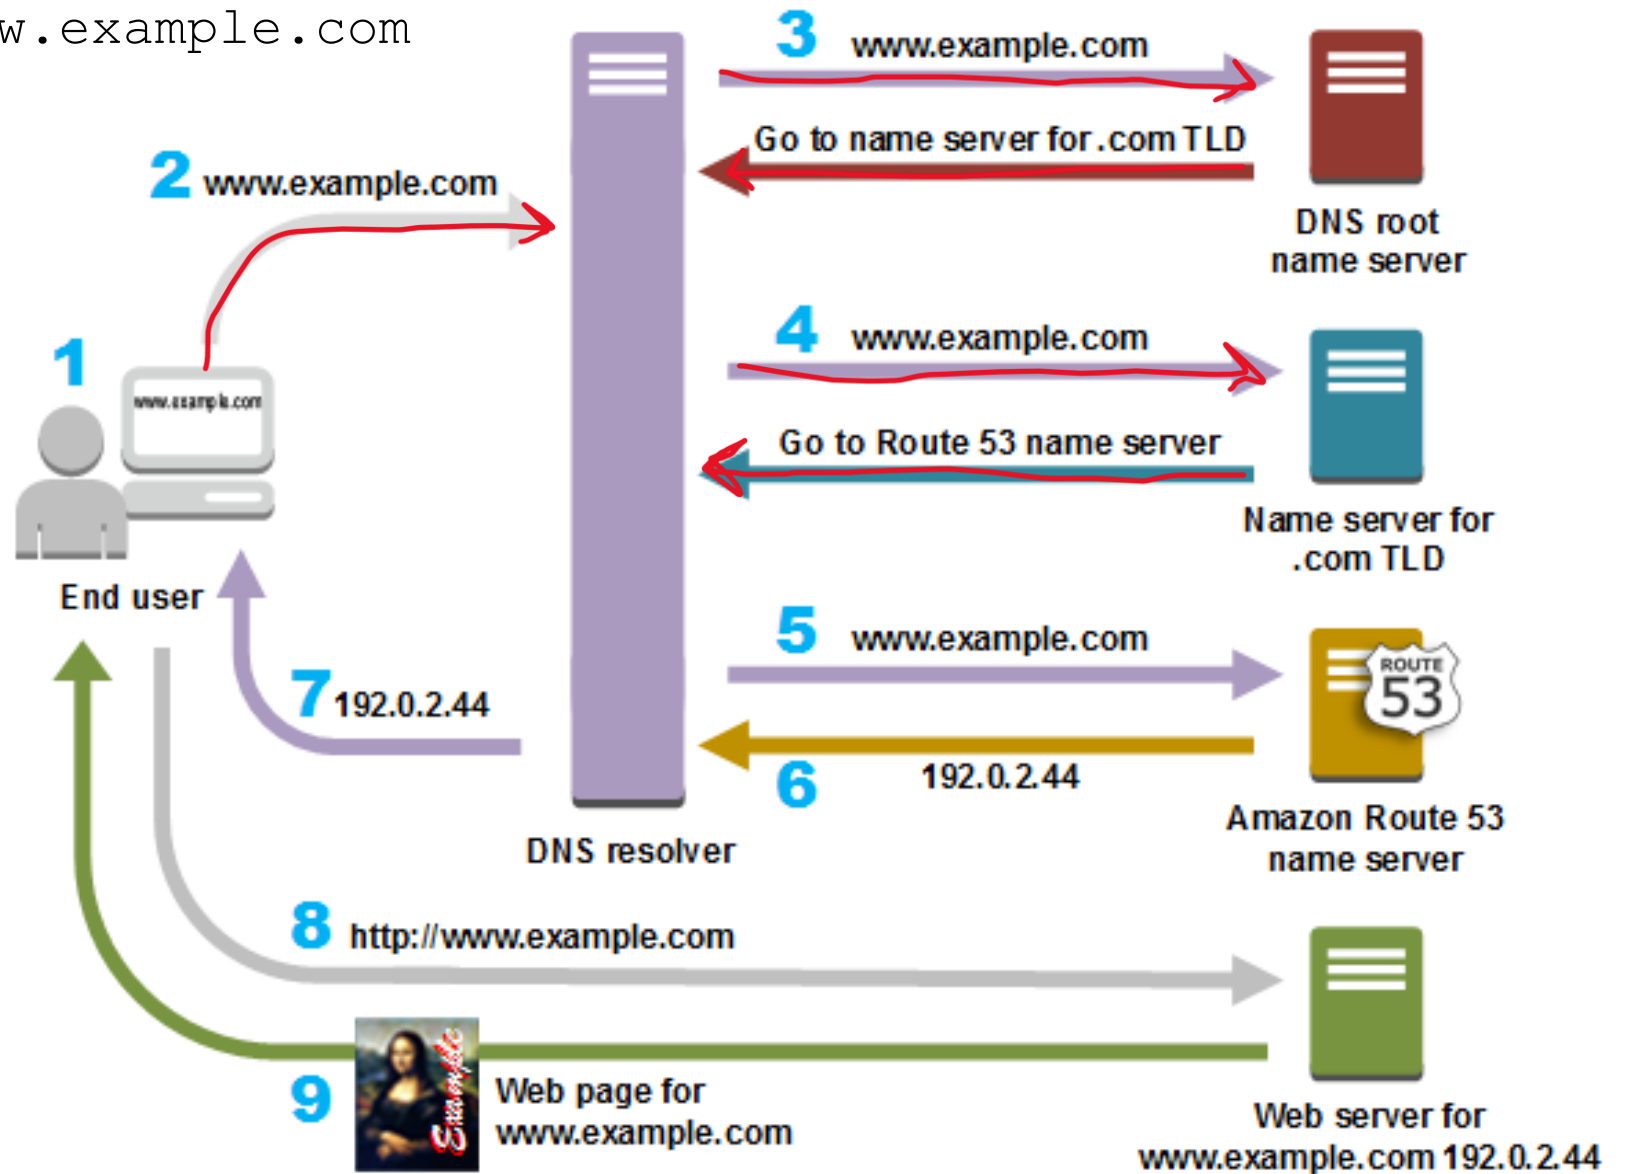 w.example.com
3 www.example.com
Go to name server for .com TLD
DNS root
name server
2 www.example.com
1
www.example.com
End user
4 www.example.com
Go to Route 53 name server
Name server for
.com TLD
5 www.example.com
ROUTE
53
6
192.0.2.44
Amazon Route 53
name server
7 192.0.2.44
DNS resolver
8 http://www.example.com
9
Example
Web page for
www.example.com
Web server for
www.example.com 192.0.2.44